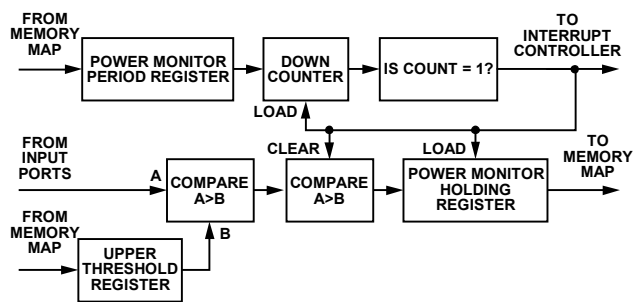 FROM
MEMORY
MAP
POWER MONITOR
PERIOD REGISTER
DOWN
COUNTER
IS COUNT = 1?
TO
INTERRUPT
CONTROLLER
LOAD
FROM
INPUT
PORTS
A
COMPARE
A>B
CLEAR
COMPARE
A>B
LOAD
POWER MONITOR
HOLDING
REGISTER
TO
MEMORY
MAP
FROM
MEMORY
MAP
UPPER
THRESHOLD
REGISTER
B